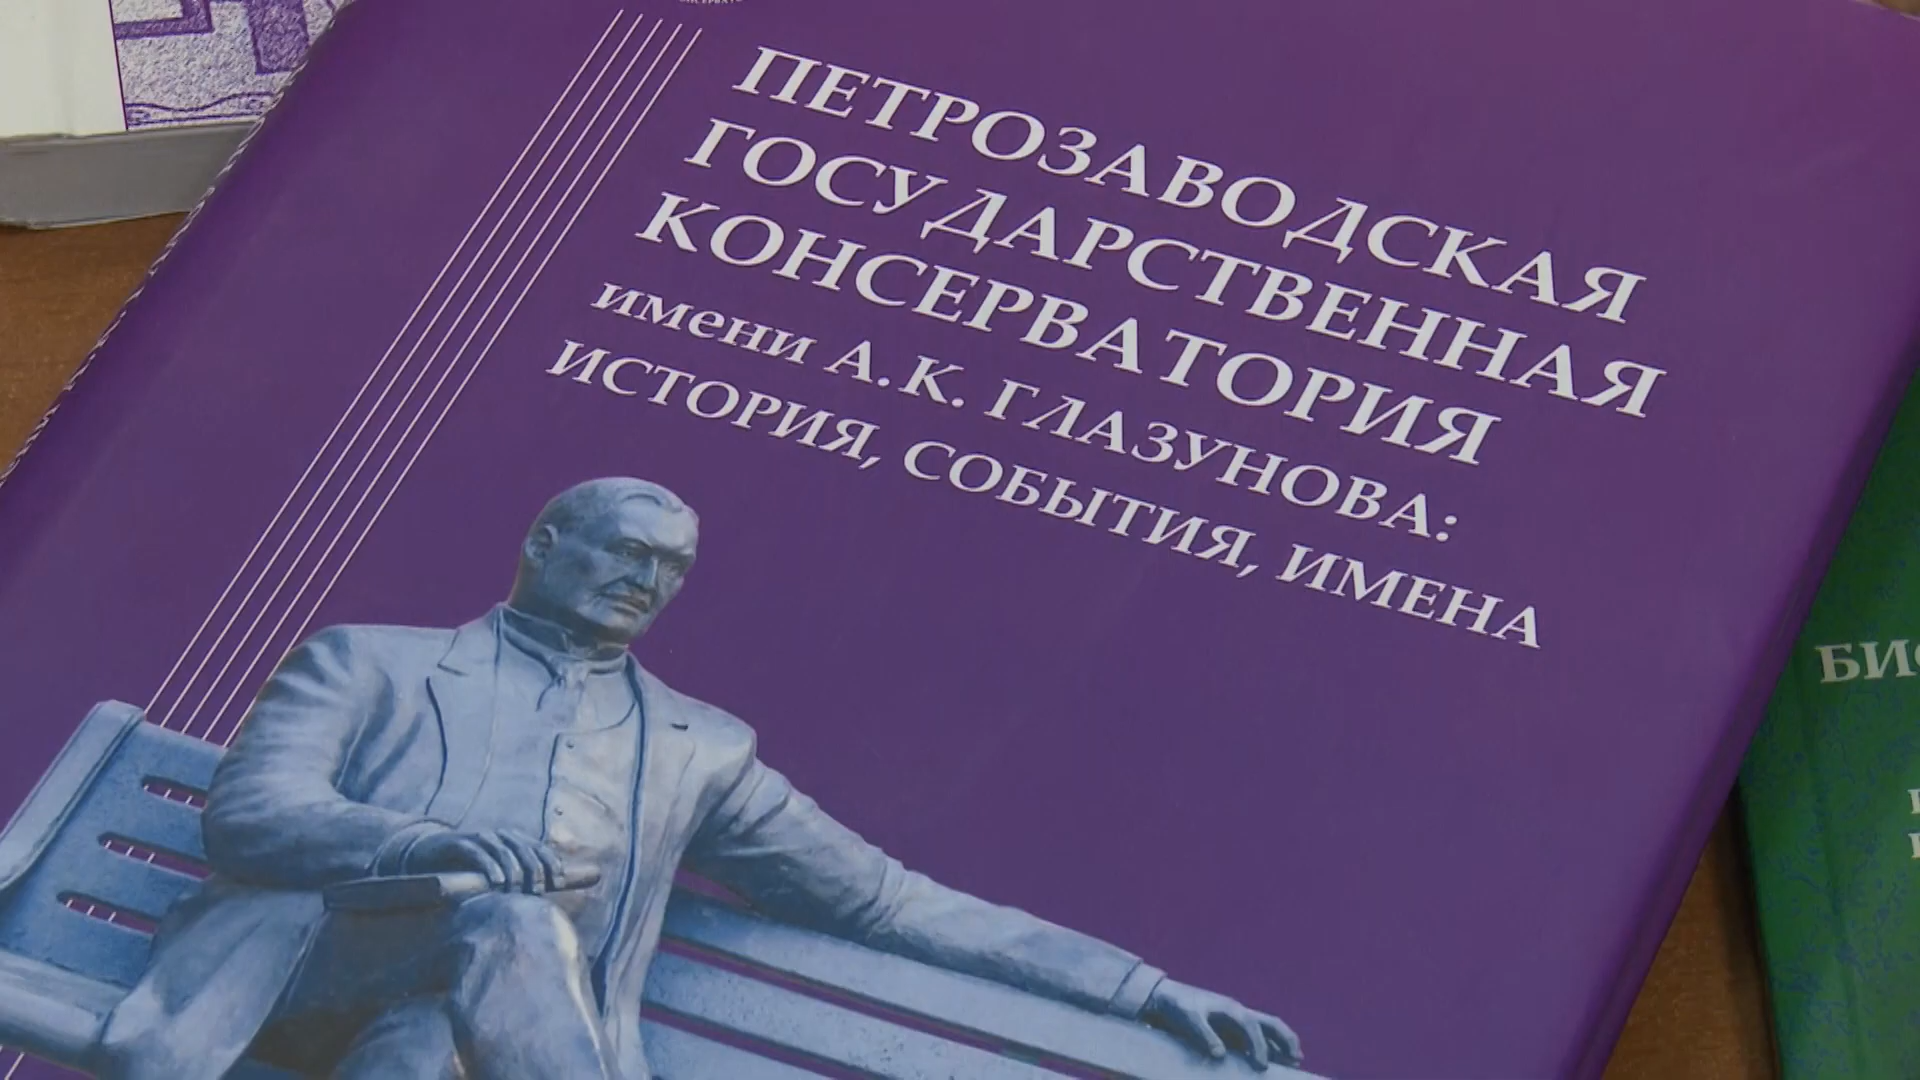 ПЕТРОЗАВОДСКАЯ
ГОСУДАРСТВЕННАЯ
КОНСЕРВАТОРИЯ
имени А.К. ГЛАЗУНОВА:
ИСТОРИЯ, СОБЫТИЯ, ИМЕНА